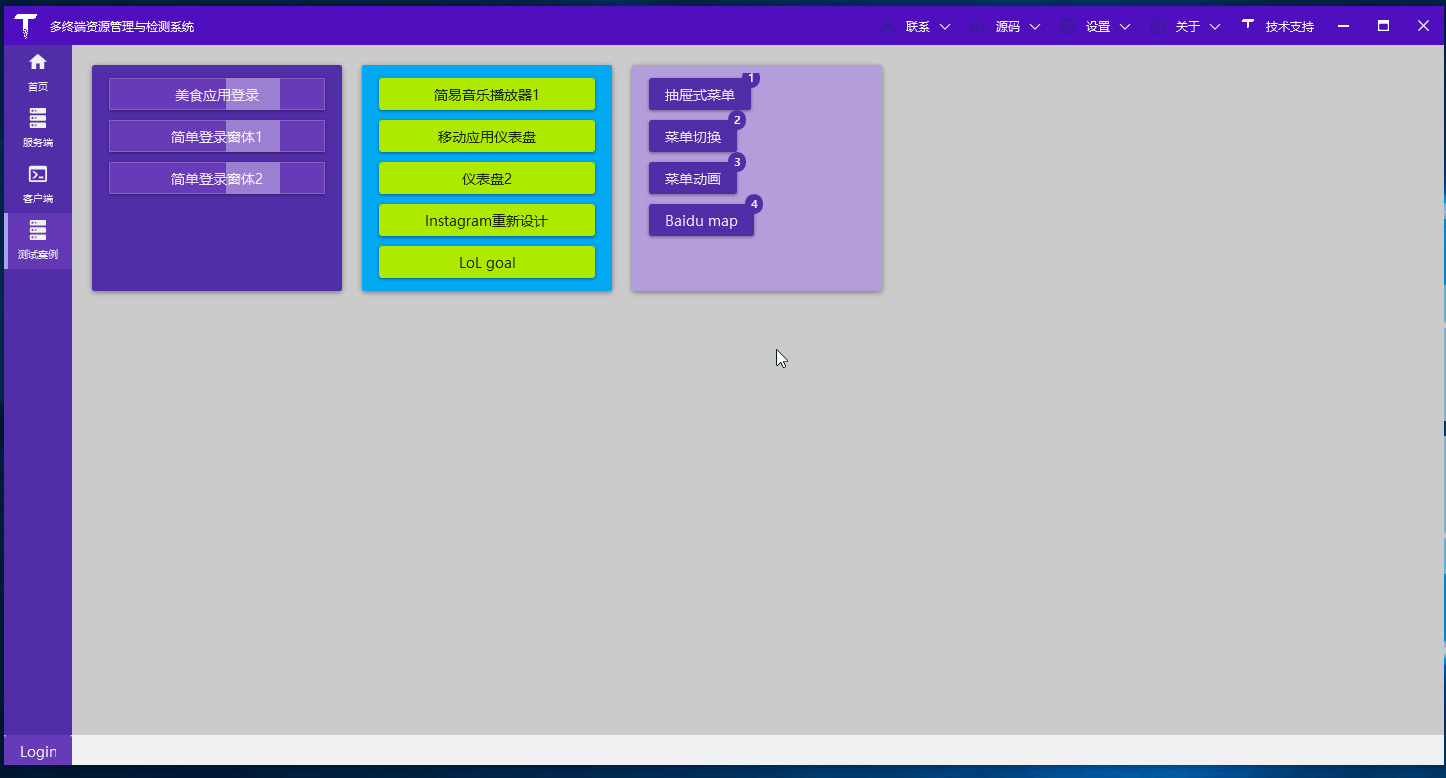 多终端资源管理与检测系统
联系
源码
设置
关于
技术支持
首页
服务端
客户端
测试案例
美食应用登录
简单登录窗体1
简单登录窗体2
简易音乐播放器1
移动应用仪表盘
仪表盘2
Instagram重新设计
LoL goal
抽屉式菜单
1
菜单切换
2
菜单动画
3
Baidu map
4
Login